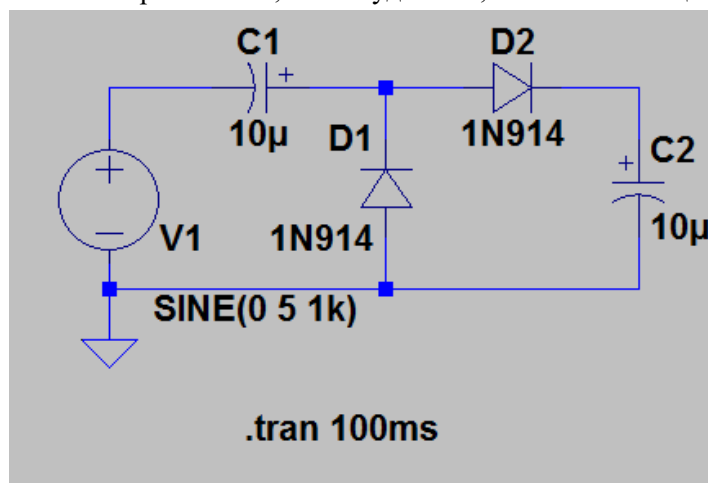 C1
+
10µ
D2
1N914
D1
1N914
C2
+
10µ
+
V1
SINE(0 5 1k)
.tran 100ms